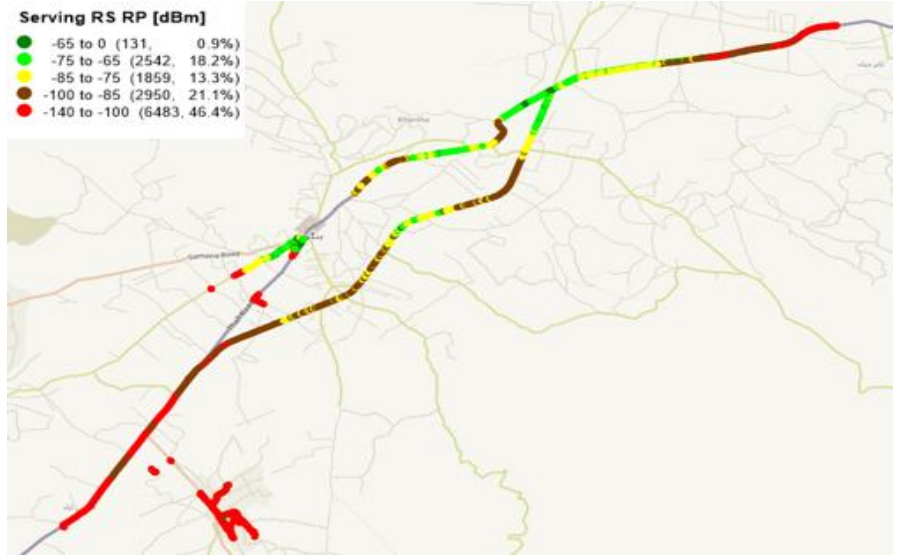 Serving RS RP [dBm]
-65 to 0 (131, 0.9%)
-75 to -65 (2542, 18.2%)
-85 to -75 (1859, 13.3%)
-100 to -85 (2950, 21.1%)
-140 to -100 (6483, 46.4%)